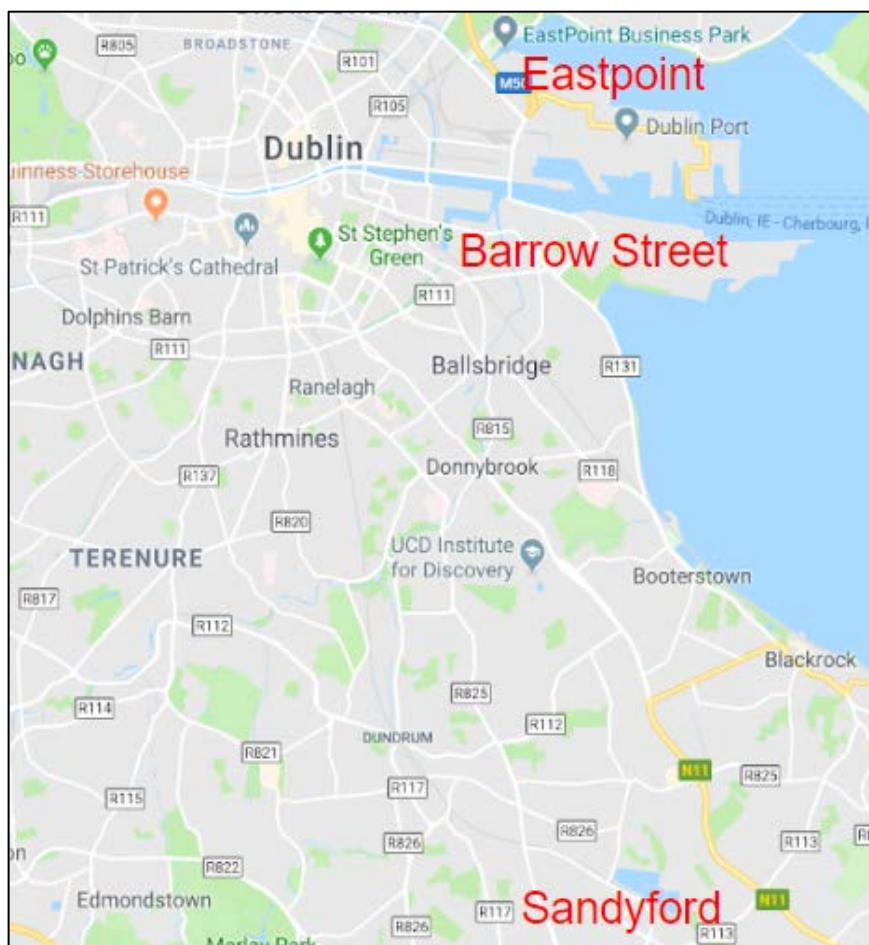 R805
BROADSTONE
EastPoint Business Park
R101
M50
Eastpoint
R105
Dublin Port
Dublin
Guinness Storehouse
R111
Dublin, IE - Cherbourg,
St Stephen's
Green
Barrow Street
St Patrick's Cathedral
R111
Dolphins Barn
R111
NAGH
Ballsbridge
R131
Ranelagh
R815
Rathmines
Donnybrook
R118
R137
R820
UCD Institute
for Discovery
TERENURE
Booterstown
R817
R112
Blackrock
R825
R114
R112
DUNDRUM
R821
N11
R825
R117
R115
R826
R826
R113
R822
Edmondstown
Sandyford
R117
N11
R826
R113
Marlay Park